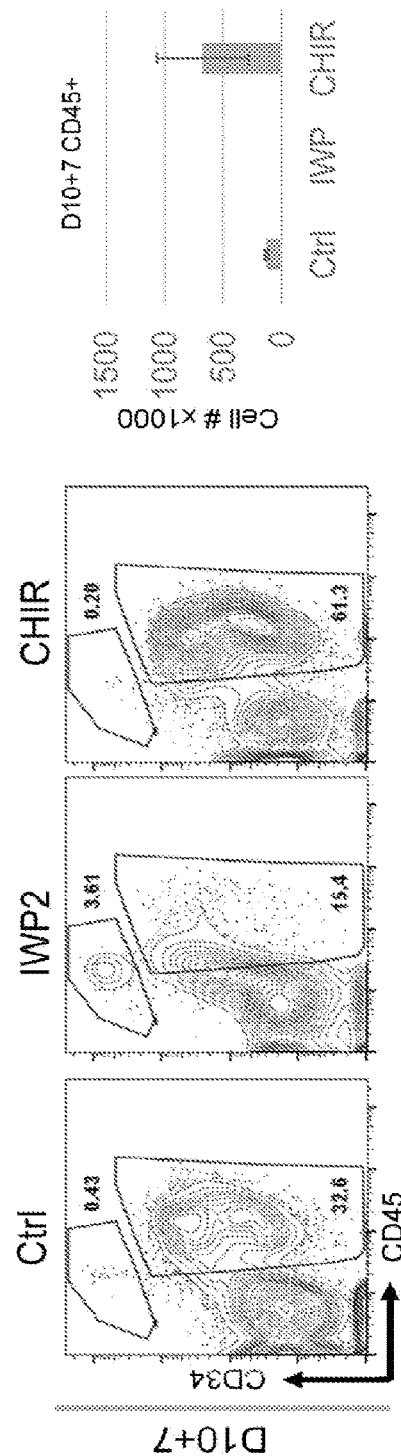 D10+7
Ctrl
IWP2
CHIR
0.43
32.6
3.61
15.4
0.20
61.3
CD34
CD45
D10+7 CD45+
Cell # x1000
1500
1000
500
0
Ctrl IWP CHIR